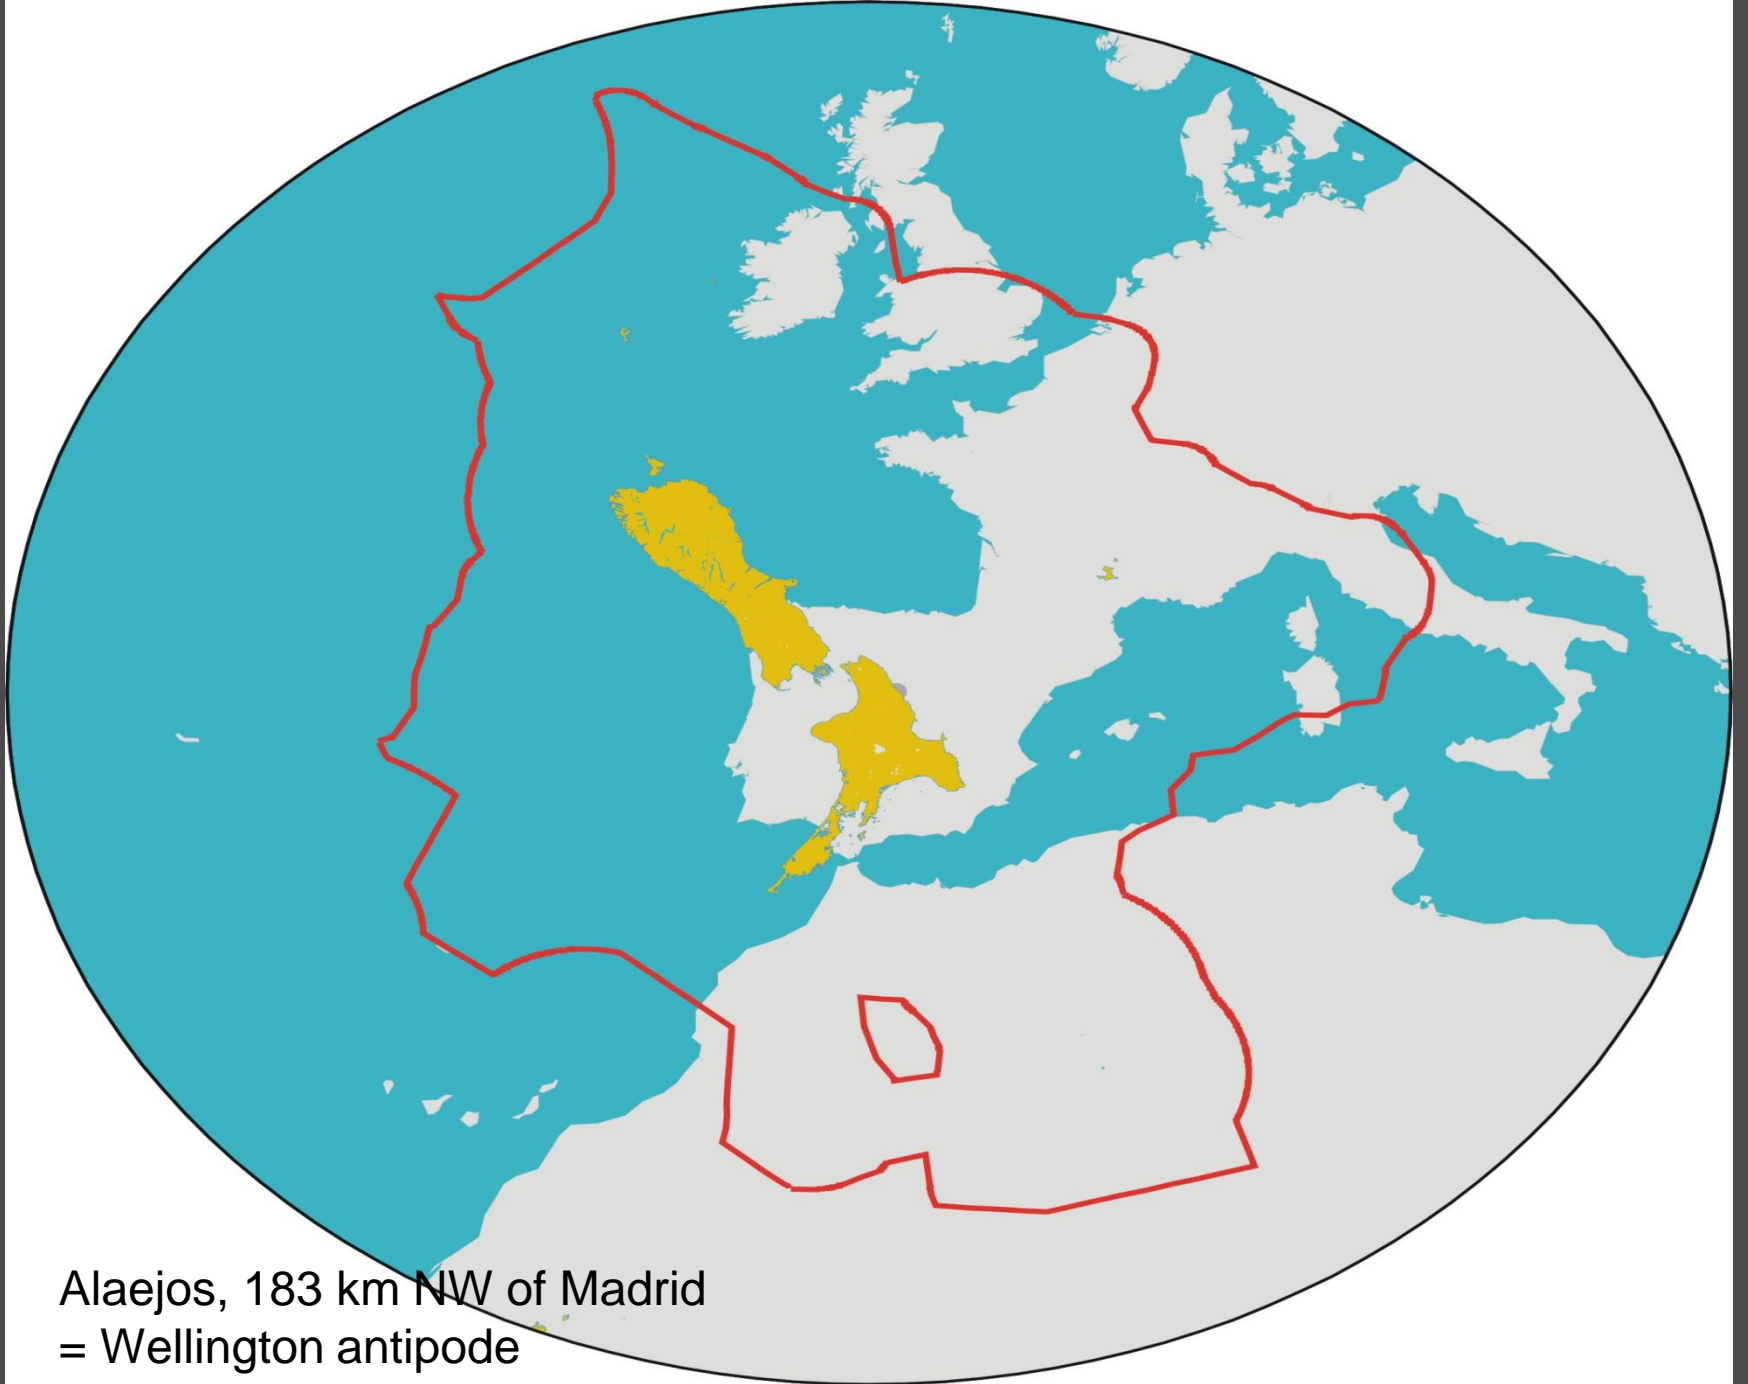 Alaejos, 183 km NW of Madrid
= Wellington antipode